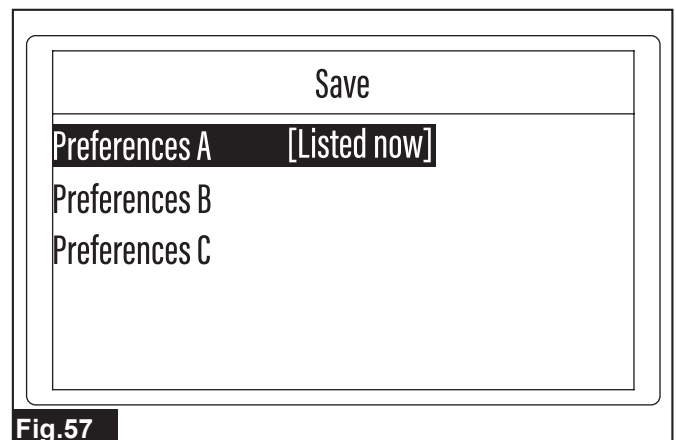 Save
Preferences A [Listed now]
Preferences B
Preferences C
Fig.57